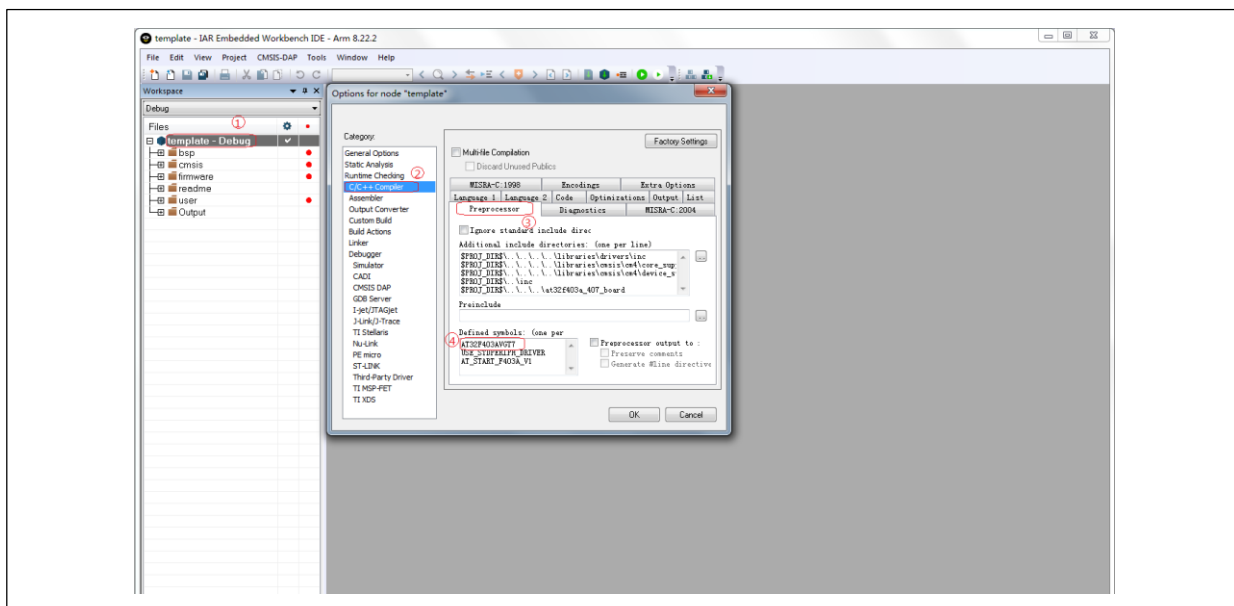 template - IAR Embedded Workbench IDE - Arm 8.22.2
File Edit View Project CMSIS-DAP Tools Window Help
Workspace
Debug
Files
①
template - Debug
bsp
cmsis
firmware
readme
user
Output
Options for node "template"
Category:
General Options
Static Analysis
Runtime Checking
②
C/C++ Compiler
Assembler
Output Converter
Custom Build
Build Actions
Linker
Debugger
Simulator
CADI
CMSIS DAP
GDB Server
I-jet/JTAGjet
J-Link/J-Trace
TI Stellaris
Nu-Link
PE micro
ST-LINK
Third-Party Driver
TI MSP-FET
TI XDS
Factory Settings
Multi-file Compilation
Discard Unused Publics
MISRA-C:1998 Encodings Extra Options
Language 1 Language 2 Code Optimizations Output List
Preprocessor Diagnostics MISRA-C:2004
③
Ignore standard include direc
Additional include directories: (one per line)
$PROJ_DIR$\..\..\..\..\libraries\drivers\inc
$PROJ_DIR$\..\..\..\..\libraries\cmsis\cm4\core_sup
$PROJ_DIR$\..\..\..\..\libraries\cmsis\cm4\device_s
$PROJ_DIR$\..\inc
$PROJ_DIR$\..\..\..\at32f403a_407_board
...
Preinclude
...
Defined symbols: (one per
④
AT32F403AVGT7
USE_STDPERIPH_DRIVER
AT_START_F403A_V1
Preprocessor output to :
Preserve comments
Generate #line directive
OK Cancel